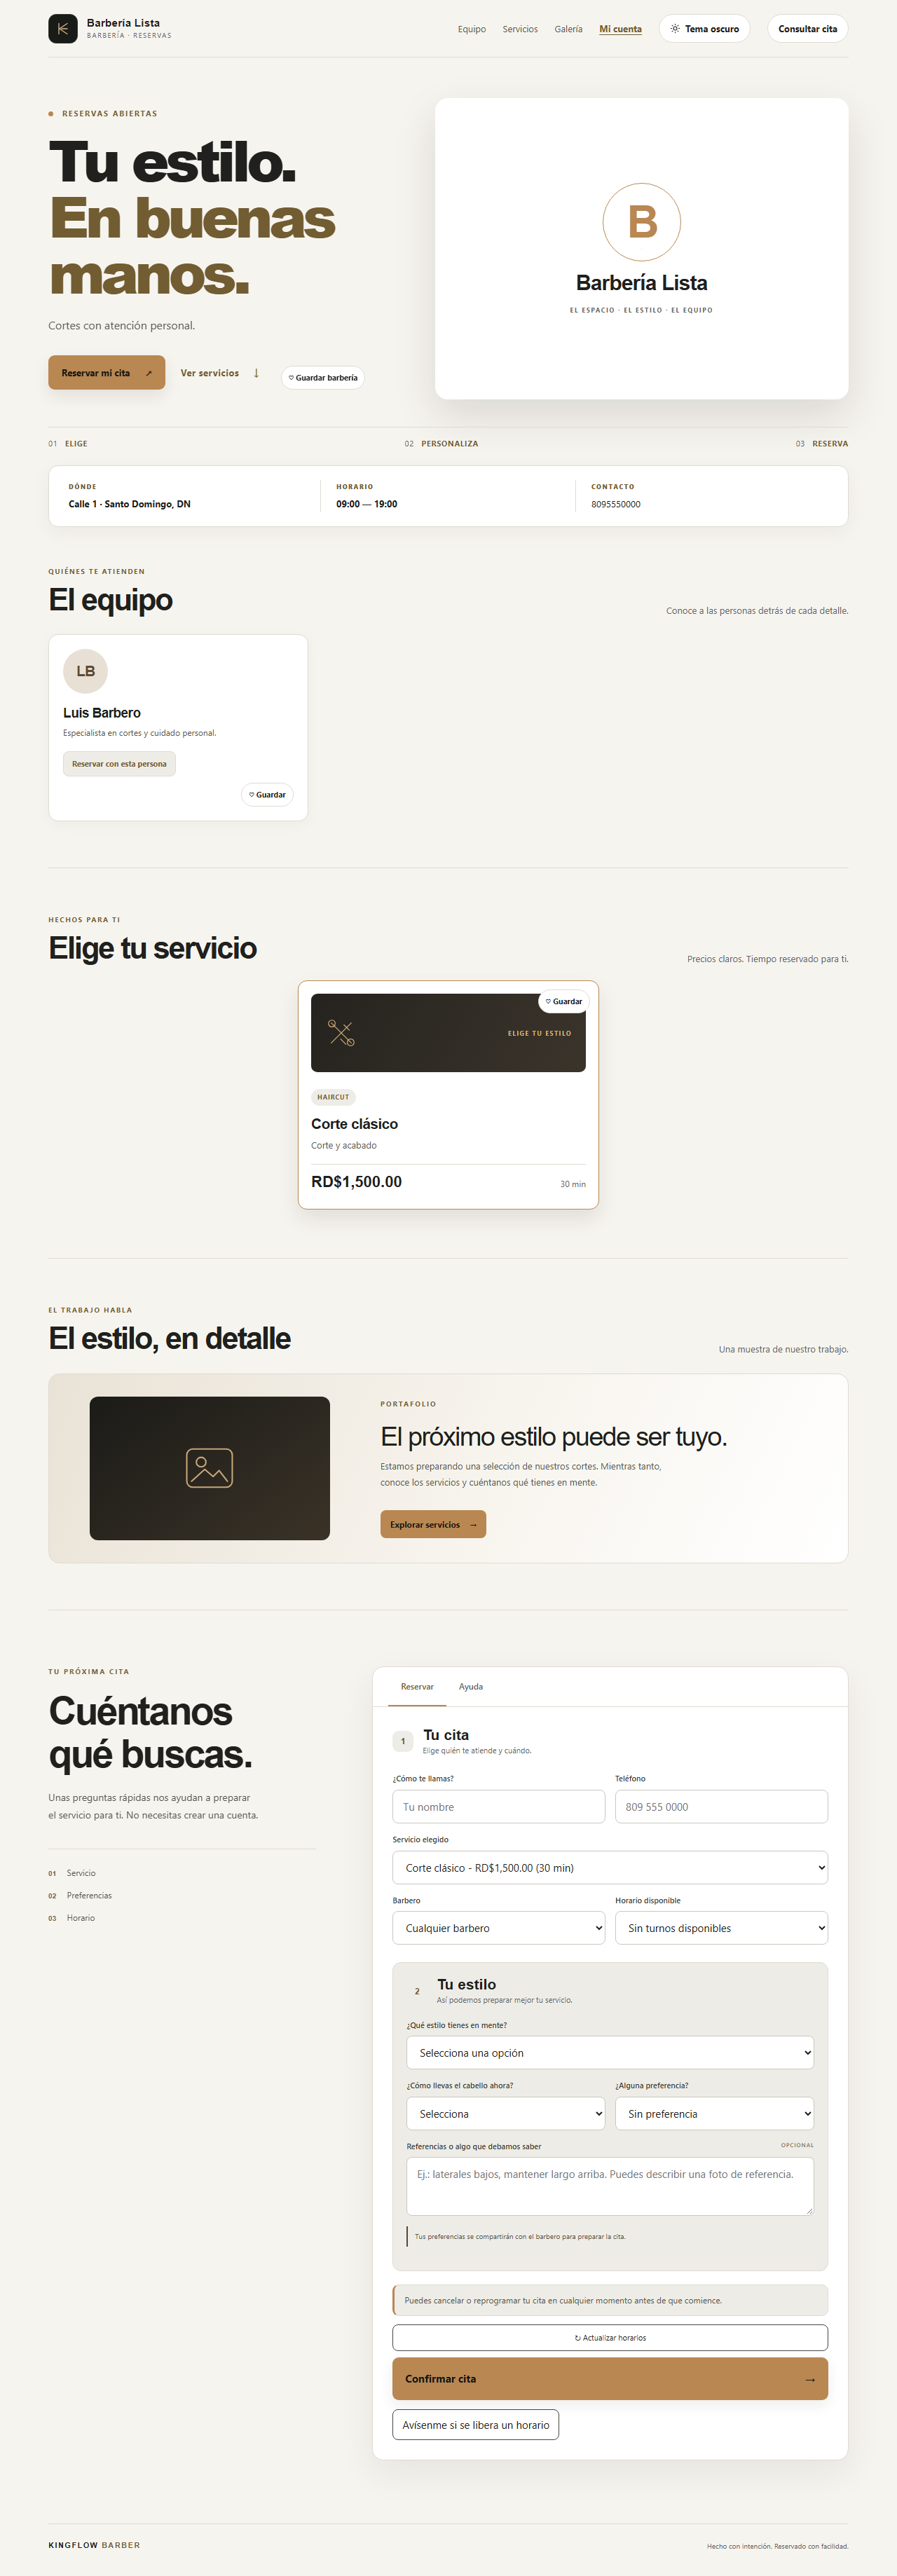 Barbería Lista
BARBERÍA · RESERVAS
Equipo
Servicios
Galería
Mi cuenta
Tema oscuro
Consultar cita
RESERVAS ABIERTAS
Tu estilo.
En buenas
manos.
Cortes con atención personal.
Reservar mi cita ↗
Ver servicios ↓
♡ Guardar barbería
B
Barbería Lista
EL ESPACIO · EL ESTILO · EL EQUIPO
01 ELIGE
02 PERSONALIZA
03 RESERVA
DÓNDE
Calle 1 · Santo Domingo, DN
HORARIO
09:00 — 19:00
CONTACTO
8095550000
QUIÉNES TE ATIENDEN
El equipo
Conoce a las personas detrás de cada detalle.
LB
Luis Barbero
Especialista en cortes y cuidado personal.
Reservar con esta persona
♡ Guardar
HECHOS PARA TI
Elige tu servicio
Precios claros. Tiempo reservado para ti.
♡ Guardar
ELIGE TU ESTILO
HAIRCUT
Corte clásico
Corte y acabado
RD$1,500.00
30 min
EL TRABAJO HABLA
El estilo, en detalle
Una muestra de nuestro trabajo.
PORTAFOLIO
El próximo estilo puede ser tuyo.
Estamos preparando una selección de nuestros cortes. Mientras tanto,
conoce los servicios y cuéntanos qué tienes en mente.
Explorar servicios →
TU PRÓXIMA CITA
Cuéntanos
qué buscas.
Unas preguntas rápidas nos ayudan a preparar
el servicio para ti. No necesitas crear una cuenta.
01 Servicio
02 Preferencias
03 Horario
Reservar
Ayuda
1
Tu cita
Elige quién te atiende y cuándo.
¿Cómo te llamas?
Teléfono
Tu nombre
809 555 0000
Servicio elegido
Corte clásico - RD$1,500.00 (30 min)
Barbero
Horario disponible
Cualquier barbero
Sin turnos disponibles
2
Tu estilo
Así podemos preparar mejor tu servicio.
¿Qué estilo tienes en mente?
Selecciona una opción
¿Cómo llevas el cabello ahora?
¿Alguna preferencia?
Selecciona
Sin preferencia
Referencias o algo que debamos saber
OPCIONAL
Ej.: laterales bajos, mantener largo arriba. Puedes describir una foto de referencia.
Tus preferencias se compartirán con el barbero para preparar la cita.
Puedes cancelar o reprogramar tu cita en cualquier momento antes de que comience.
↻ Actualizar horarios
Confirmar cita →
Avísenme si se libera un horario
KINGFLOW BARBER
Hecho con intención. Reservado con facilidad.